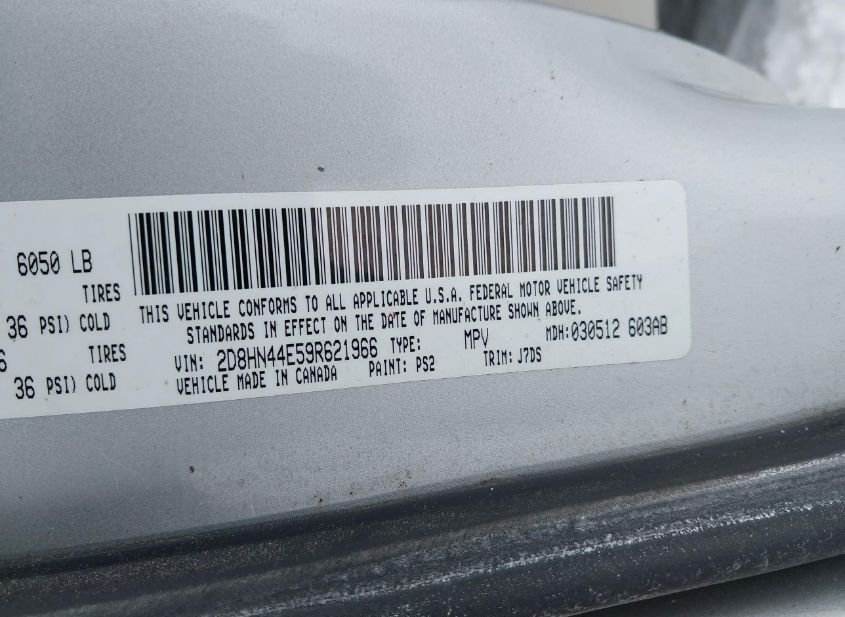 6050 LB
TIRES
36 PSI) COLD
6 TIRES
36 PSI) COLD
THIS VEHICLE CONFORMS TO ALL APPLICABLE U.S.A. FEDERAL MOTOR VEHICLE SAFETY
STANDARDS IN EFFECT ON THE DATE OF MANUFACTURE SHOWN ABOVE.
VIN: 2D8HN44E59R621966 TYPE: MPV MDH:030512 603AB
VEHICLE MADE IN CANADA PAINT: PS2 TRIM: J7DS